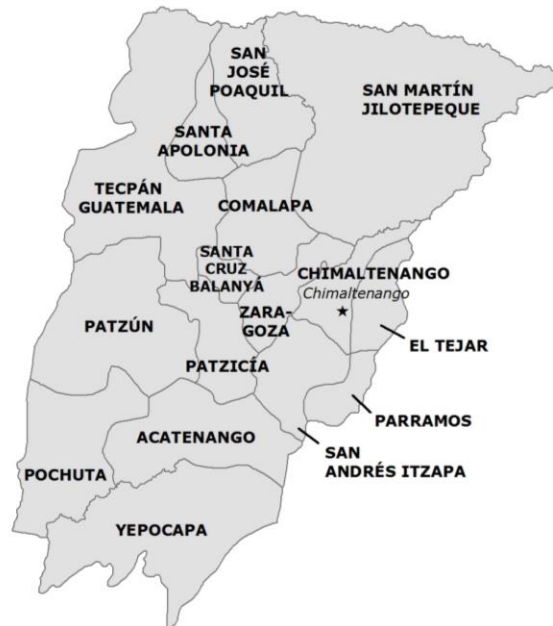 SAN
JOSÉ
POAQUIL
SAN MARTÍN
JILOTEPEQUE
SANTA
APOLONIA
TECPÁN
GUATEMALA
COMALAPA
SANTA
CRUZ
BALANYÁ
CHIMALTENANGO
Chimaltenango
ZARA-
GOZA
PATZÚN
EL TEJAR
PATZICÍA
PARRAMOS
ACATENANGO
SAN
ANDRÉS ITZAPA
POCHUTA
YEPOCAPA